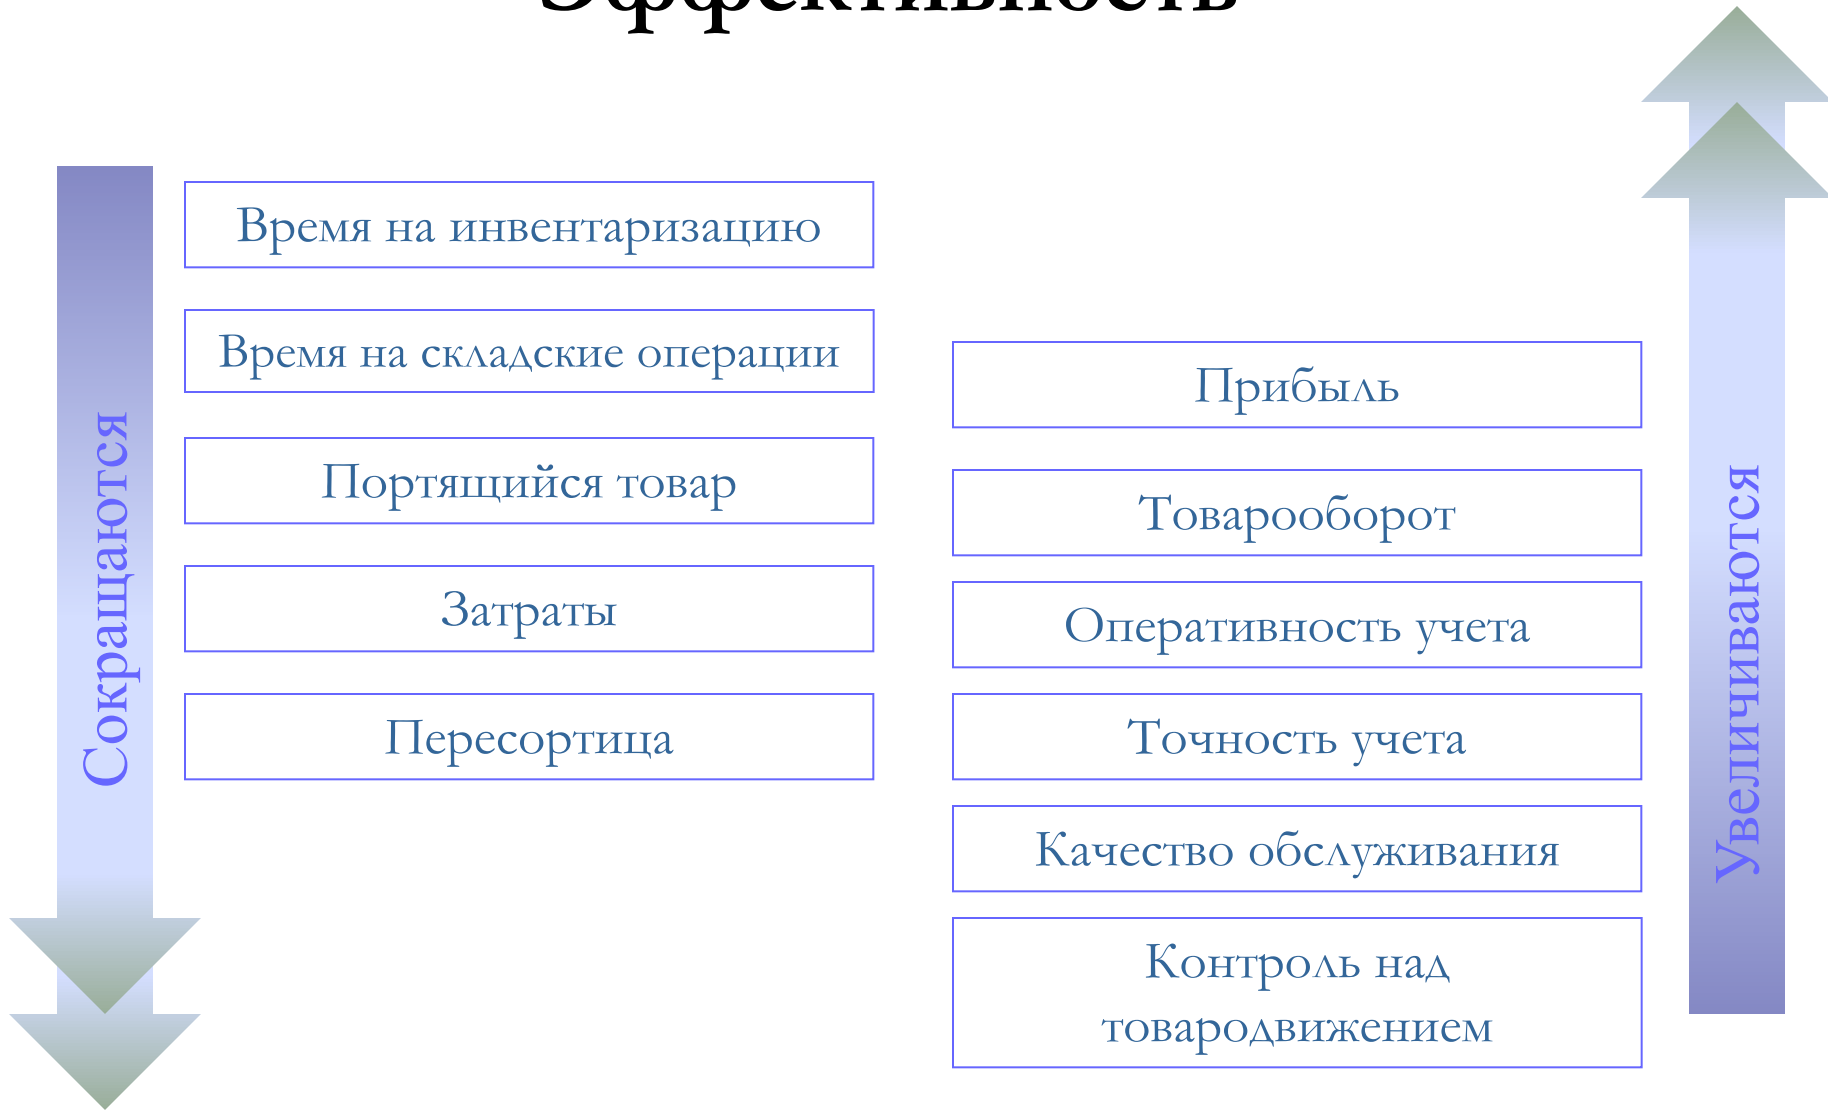 Эффективность
Сокращаются
Время на инвентаризацию
Время на складские операции
Портящийся товар
Затраты
Пересортица
Прибыль
Товарооборот
Оперативность учета
Точность учета
Качество обслуживания
Контроль над
товародвижением
Увеличиваются